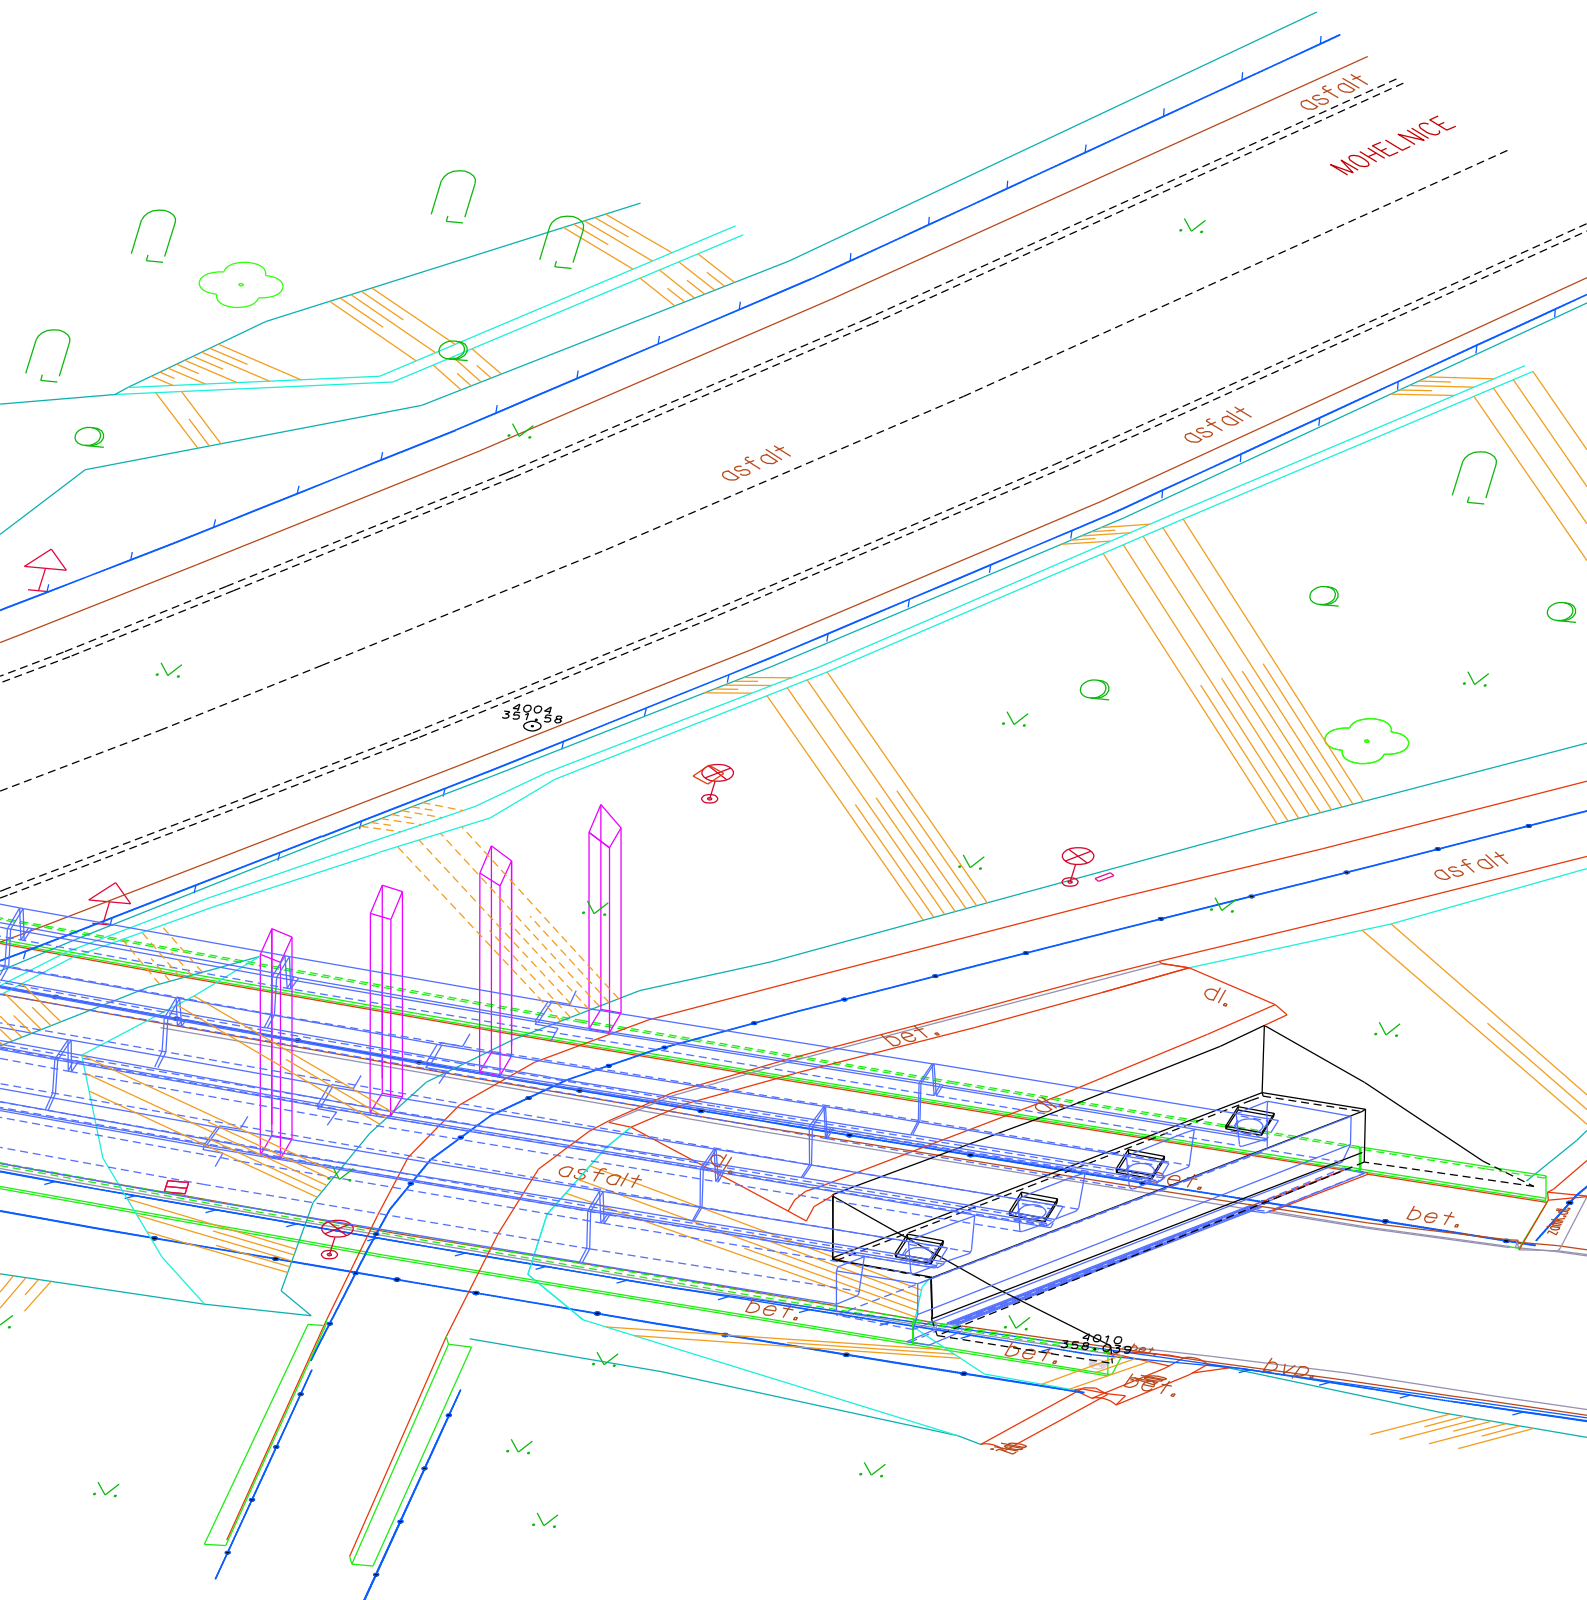 asfalt
MOHELNICE
asfalt
asfalt
4004
351.58
asfalt
dl.
bet.
dl.
dl.
asfalt
et.
bet.
bet.
4010
358.039
bet.
bet.
bvp.
bet.